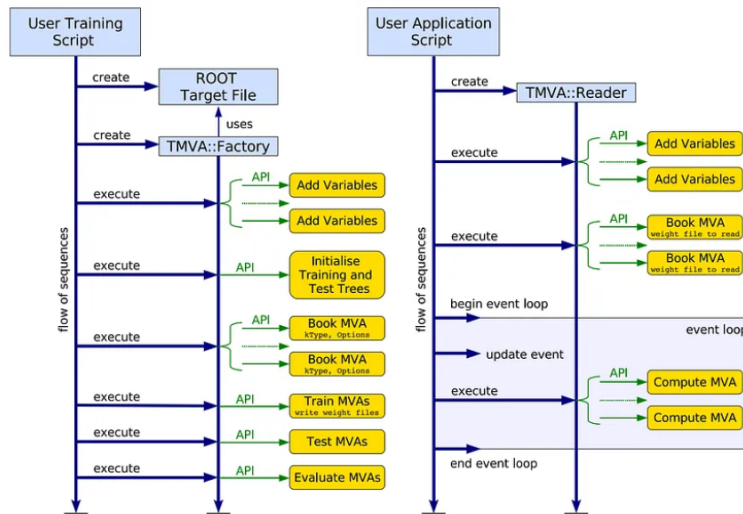 User Training
Script
create
ROOT
Target File
uses
create
TMVA::Factory
execute
API
Add Variables
Add Variables
execute
API
Initialise
Training and
Test Trees
execute
API
Book MVA
kType, Options
Book MVA
kType, Options
execute
API
Train MVAs
write weight files
execute
API
Test MVAs
execute
API
Evaluate MVAs
flow of sequences
User Application
Script
create
TMVA::Reader
execute
API
Add Variables
Add Variables
execute
API
Book MVA
weight file to read
Book MVA
weight file to read
begin event loop
event loop
update event
execute
API
Compute MVA
Compute MVA
end event loop
flow of sequences